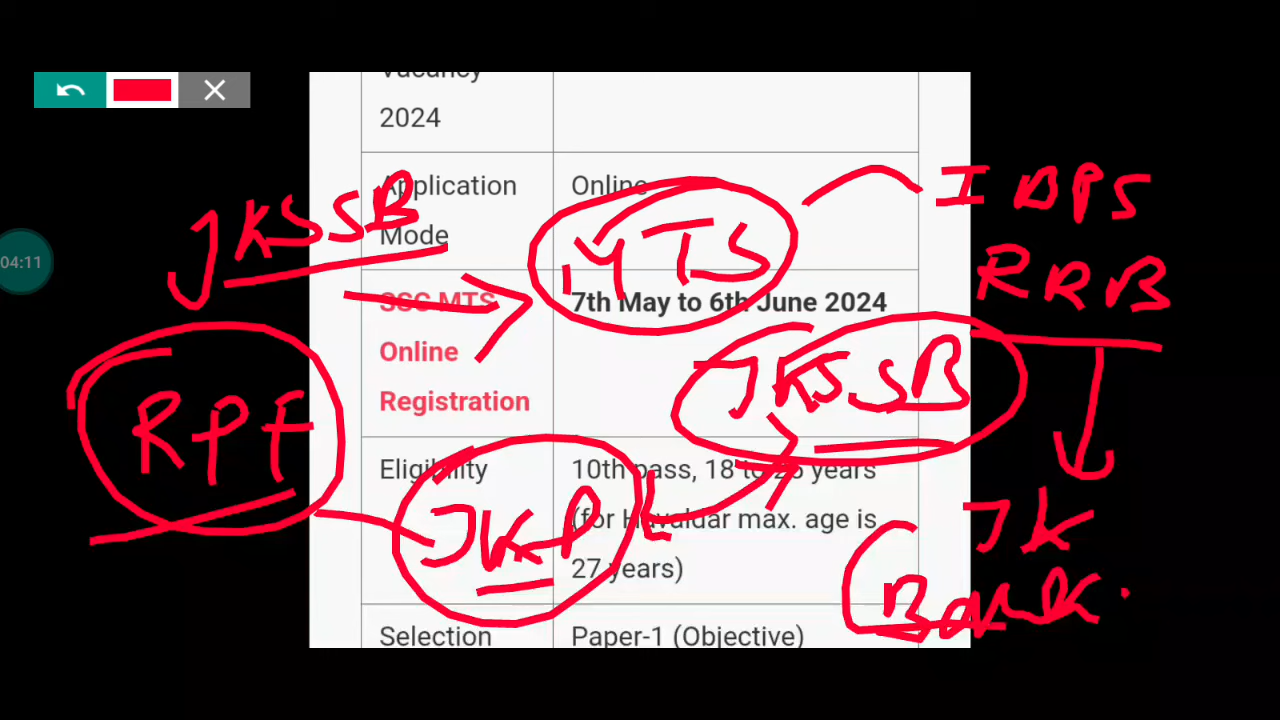 Vacancy
2024
Application
Mode
Online
SSC MTS
Online
Registration
7th May to 6th June 2024
Eligibility
10th pass, 18 to 25 years
(for Havaldar max. age is
27 years)
Selection
Paper-1 (Objective)
04:11
JKSSB
MTS
IBPS
RRB
JKSSB
RPF
JKP
JK
Bank.